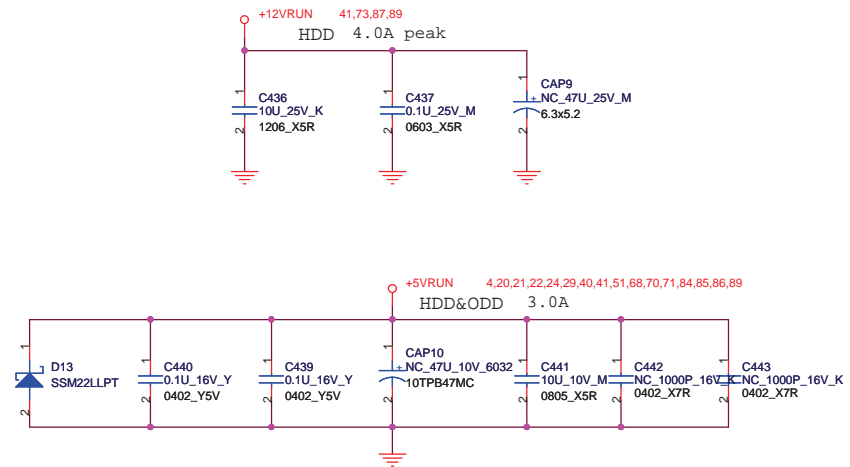 +12VRUN 41,73,87,89
HDD 4.0A peak
1 C436
10U_25V_K
2 1206_X5R
1 C437
0.1U_25V_M
2 0603_X5R
1 CAP9
+ NC_47U_25V_M
2 6.3x5.2
+5VRUN 4,20,21,22,24,29,40,41,51,68,70,71,84,85,86,89
HDD&ODD 3.0A
1 D13
SSM22LLPT
2
1 C440
0.1U_16V_Y
2 0402_Y5V
1 C439
0.1U_16V_Y
2 0402_Y5V
1 CAP10
+ NC_47U_10V_6032
2 10TPB47MC
1 C441
10U_10V_M
2 0805_X5R
1 C442
NC_1000P_16V_K
2 0402_X7R
1 C443
NC_1000P_16V_K
2 0402_X7R